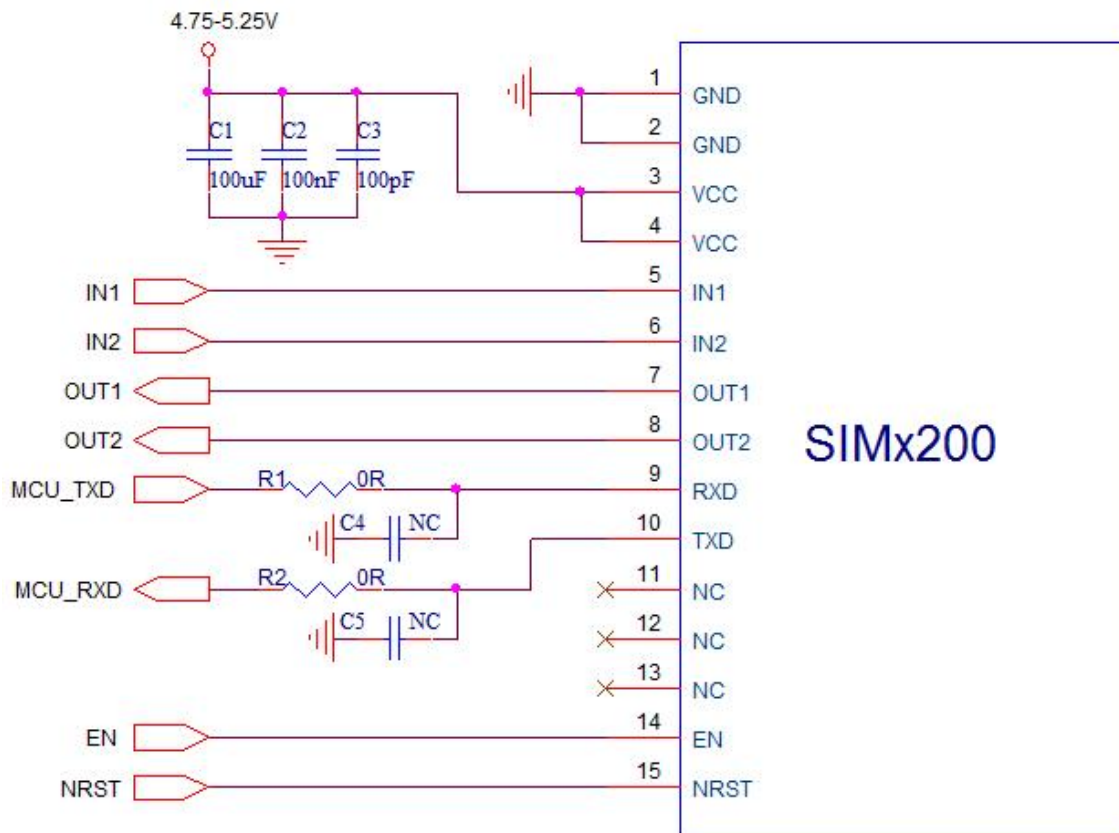 4.75-5.25V
C1 C2 C3
100uF 100nF 100pF
1 GND
2 GND
3 VCC
4 VCC
IN1 5 IN1
IN2 6 IN2
OUT1 7 OUT1
OUT2 8 OUT2
SIMx200
MCU_TXD R1 0R 9 RXD
C4 NC
10 TXD
MCU_RXD R2 0R
11 NC
C5 NC
12 NC
13 NC
EN 14 EN
NRST 15 NRST